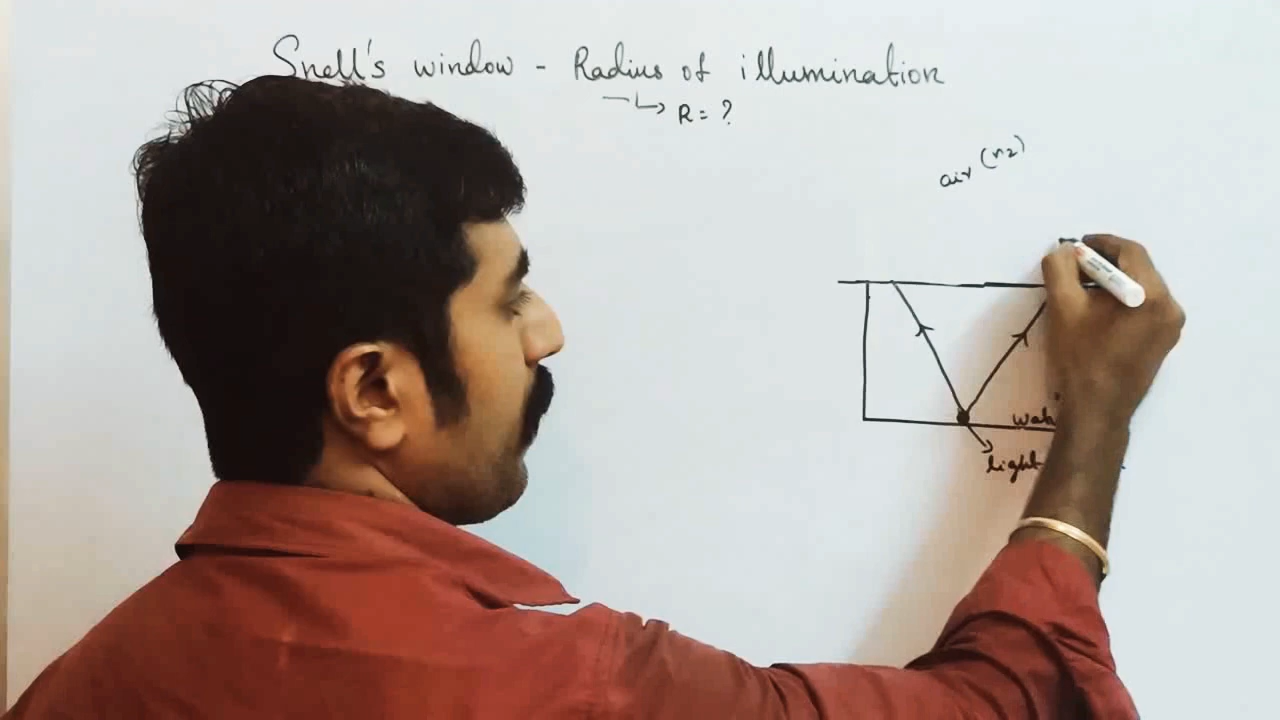 Snell's window - Radius of illumination
R = ?
air (n2)
light